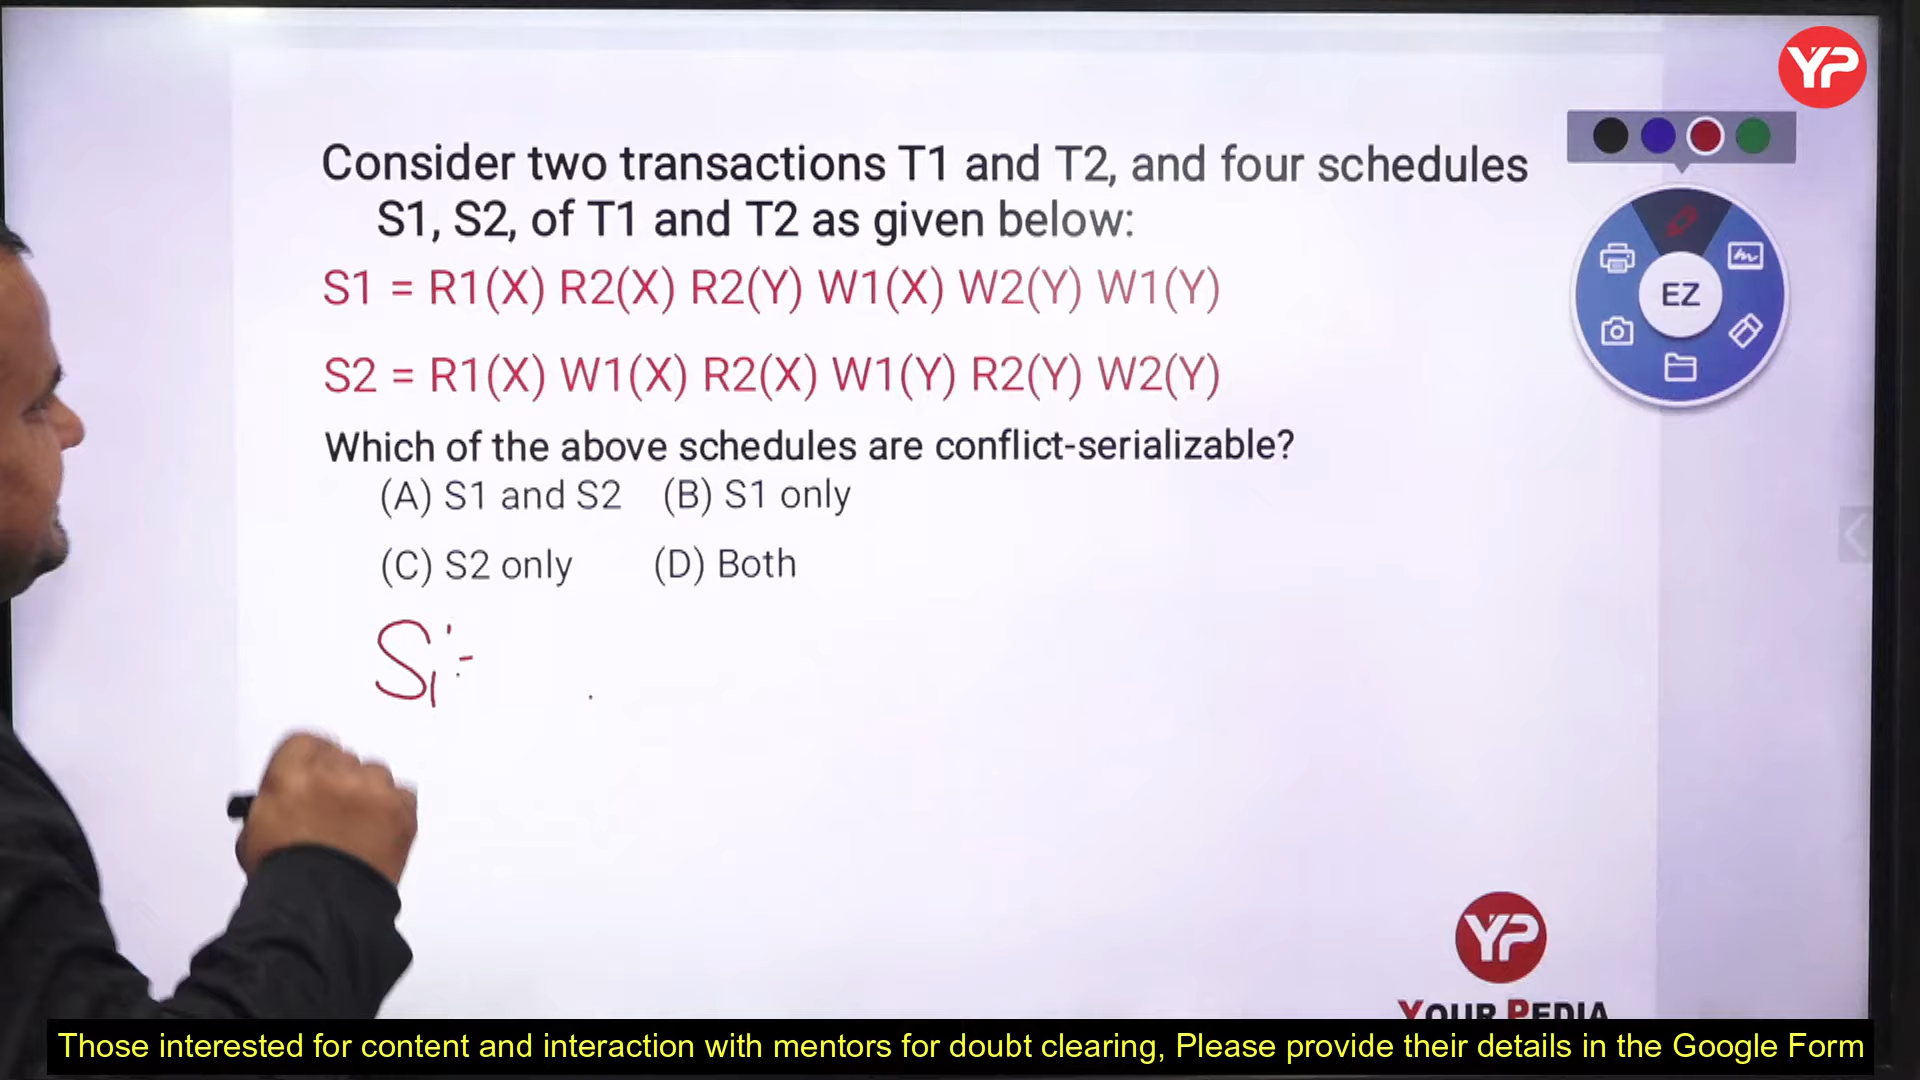 YP
Consider two transactions T1 and T2, and four schedules
S1, S2, of T1 and T2 as given below:
S1 = R1(X) R2(X) R2(Y) W1(X) W2(Y) W1(Y)
EZ
S2 = R1(X) W1(X) R2(X) W1(Y) R2(Y) W2(Y)
Which of the above schedules are conflict-serializable?
(A) S1 and S2 (B) S1 only
(C) S2 only (D) Both
S1 :-
YP
YOUR PEDIA
Those interested for content and interaction with mentors for doubt clearing, Please provide their details in the Google Form